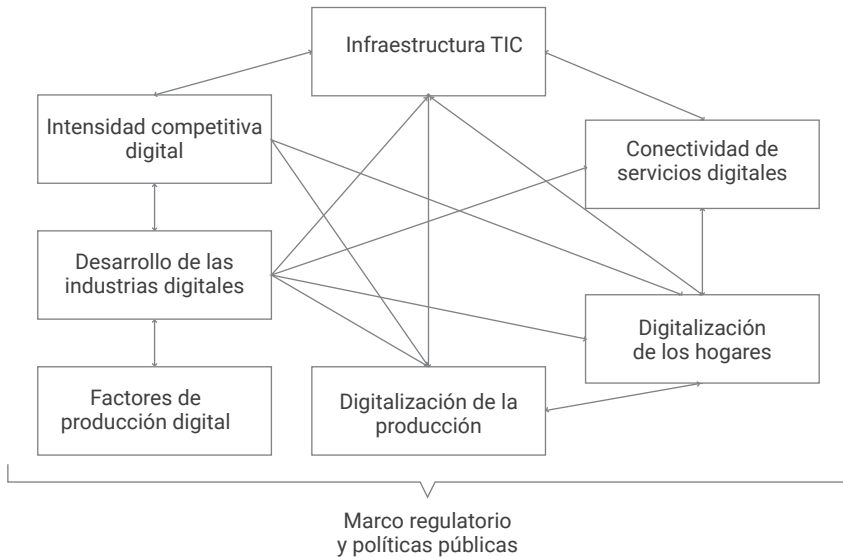 Infraestructura TIC
Intensidad competitiva
digital
Conectividad de
servicios digitales
Desarrollo de las
industrias digitales
Digitalización
de los hogares
Factores de
producción digital
Digitalización de la
producción
Marco regulatorio
y políticas públicas